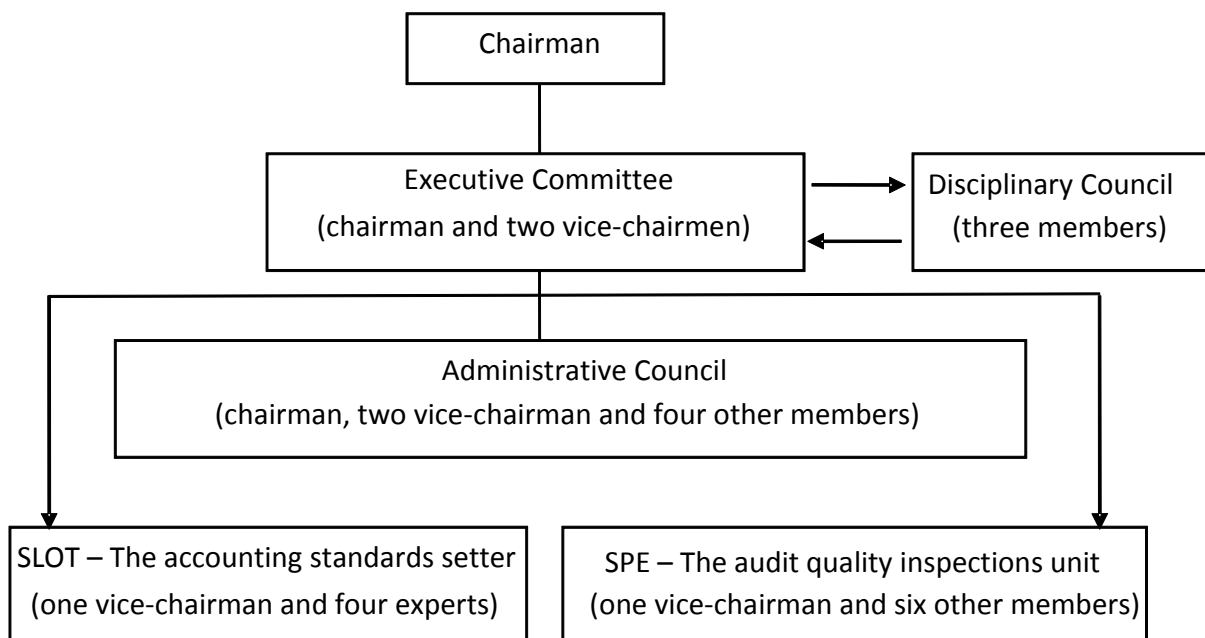 Chairman
Executive Committee
(chairman and two vice-chairmen)
Disciplinary Council
(three members)
Administrative Council
(chairman, two vice-chairman and four other members)
SLOT – The accounting standards setter
(one vice-chairman and four experts)
SPE – The audit quality inspections unit
(one vice-chairman and six other members)